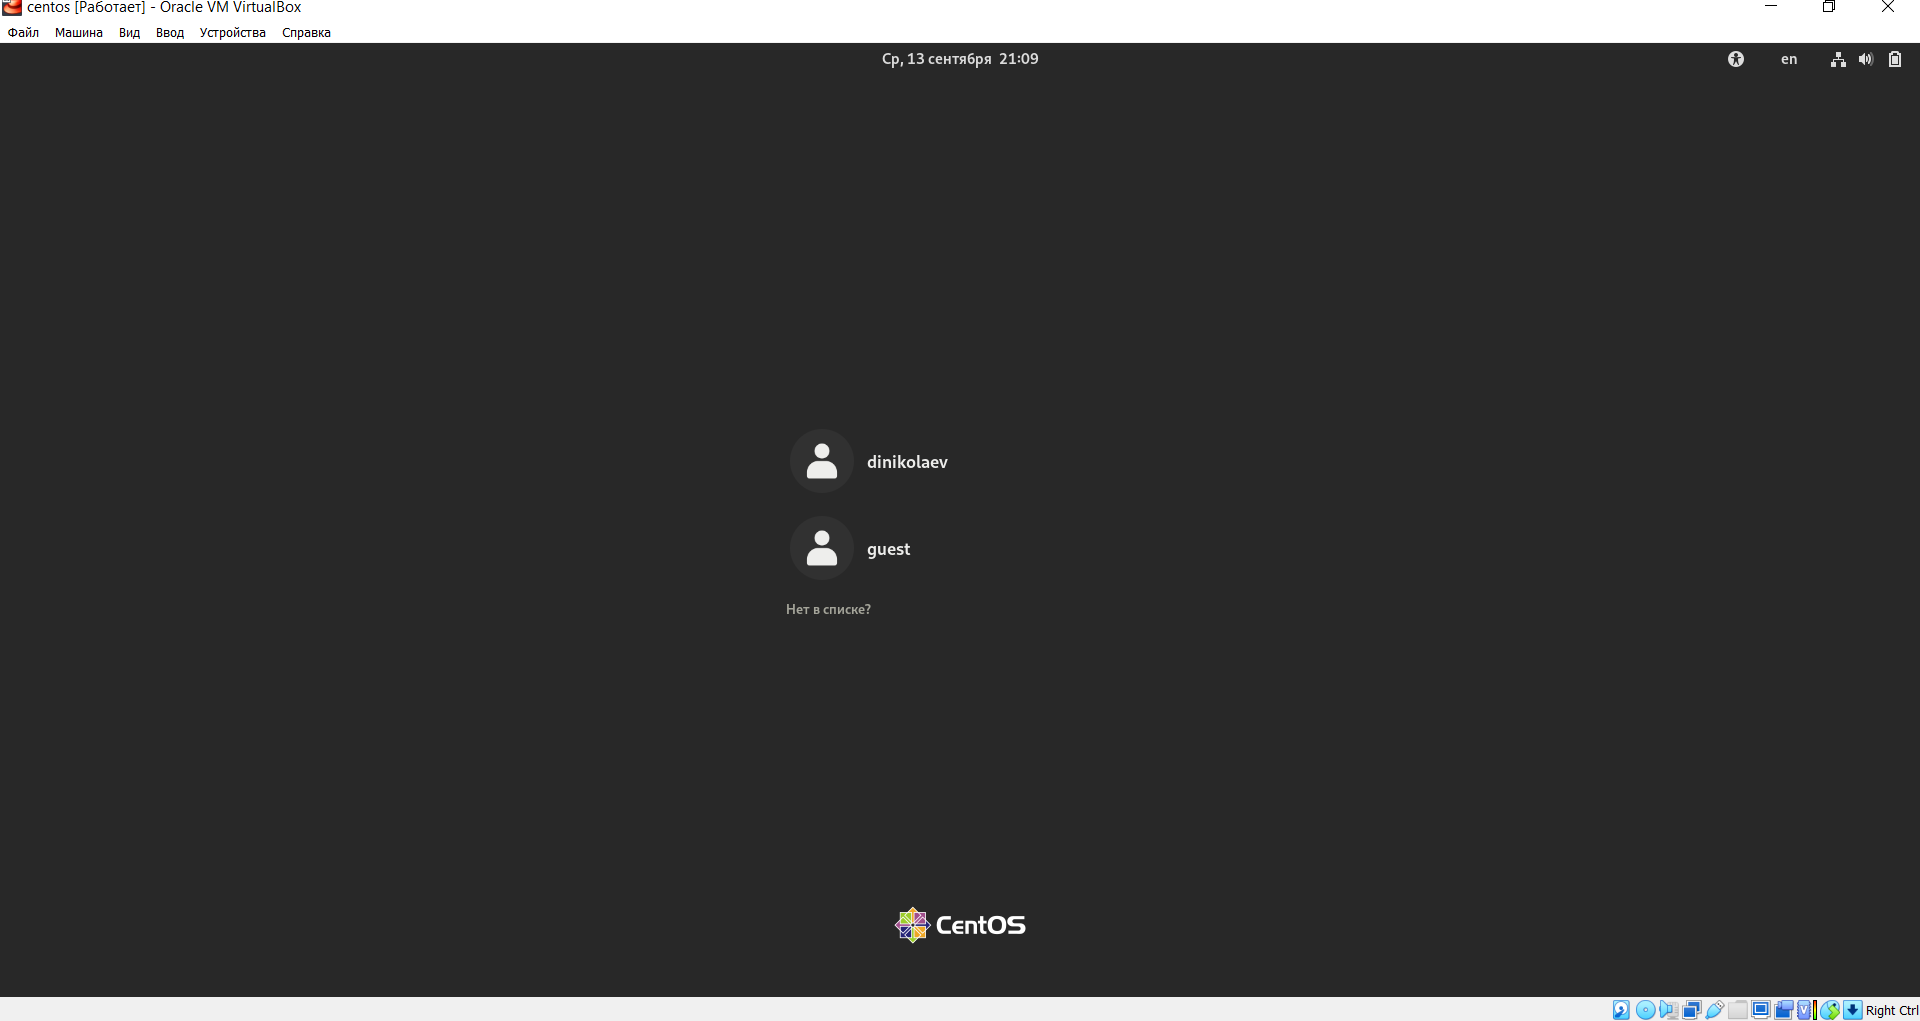 centos [Работает] - Oracle VM VirtualBox
Файл Машина Вид Ввод Устройства Справка
Ср, 13 сентября 21:09
en
dinikolaev
guest
Нет в списке?
CentOS
Right Ctrl